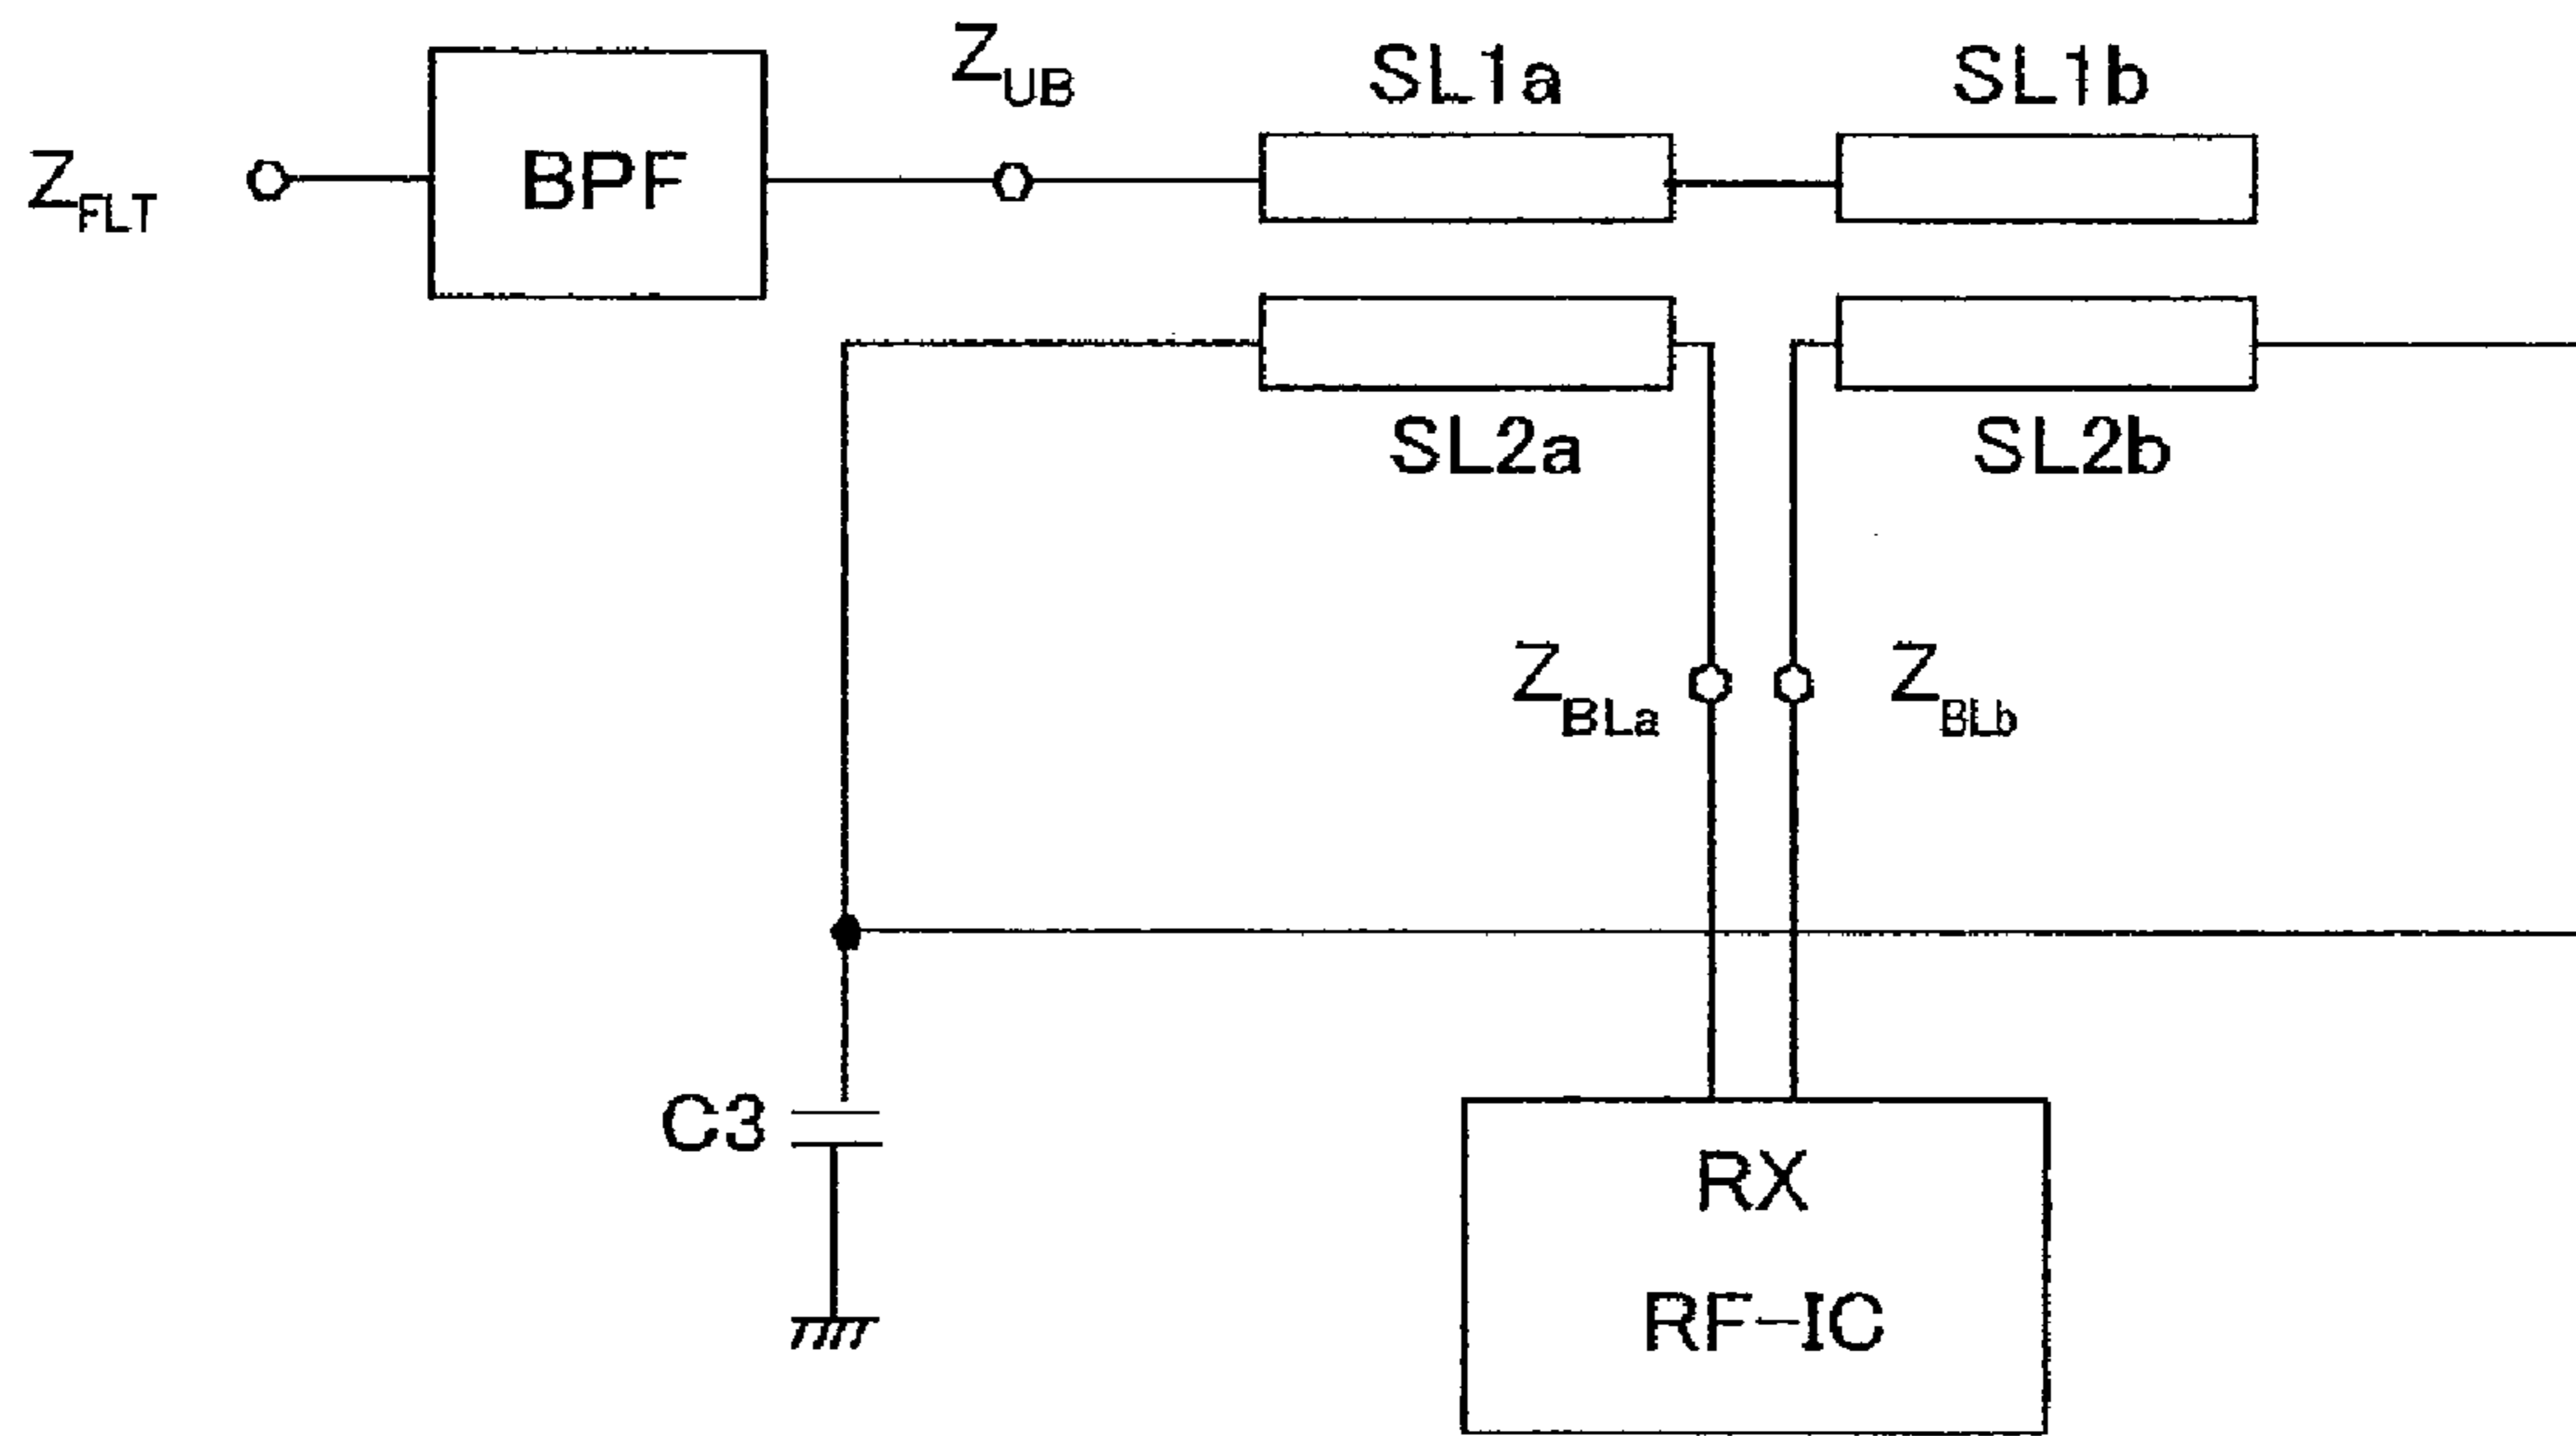 Z_UB
SL1a
SL1b
Z_FLT
BPF
SL2a
SL2b
Z_BLa
Z_BLb
C3
RX
RF-IC